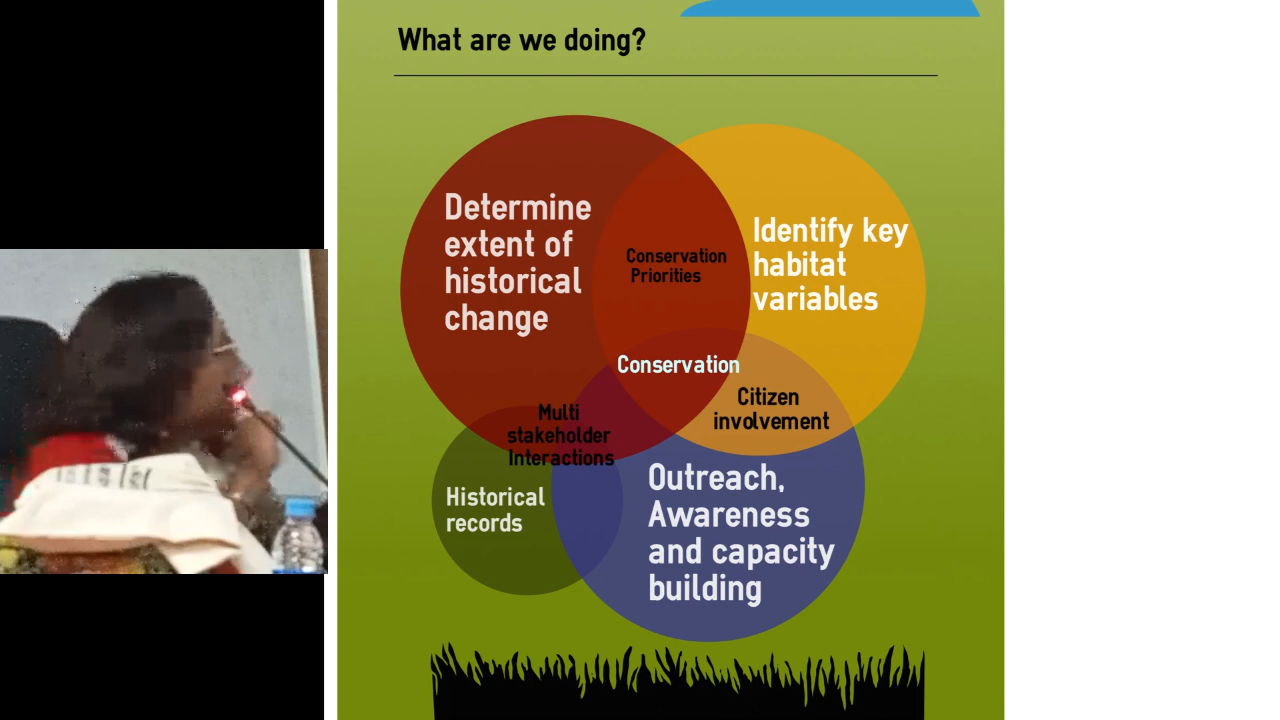 What are we doing?
Determine
extent of
historical
change
Conservation
Priorities
Identify key
habitat
variables
Conservation
Citizen
involvement
Multi
stakeholder
Interactions
Historical
records
Outreach,
Awareness
and capacity
building